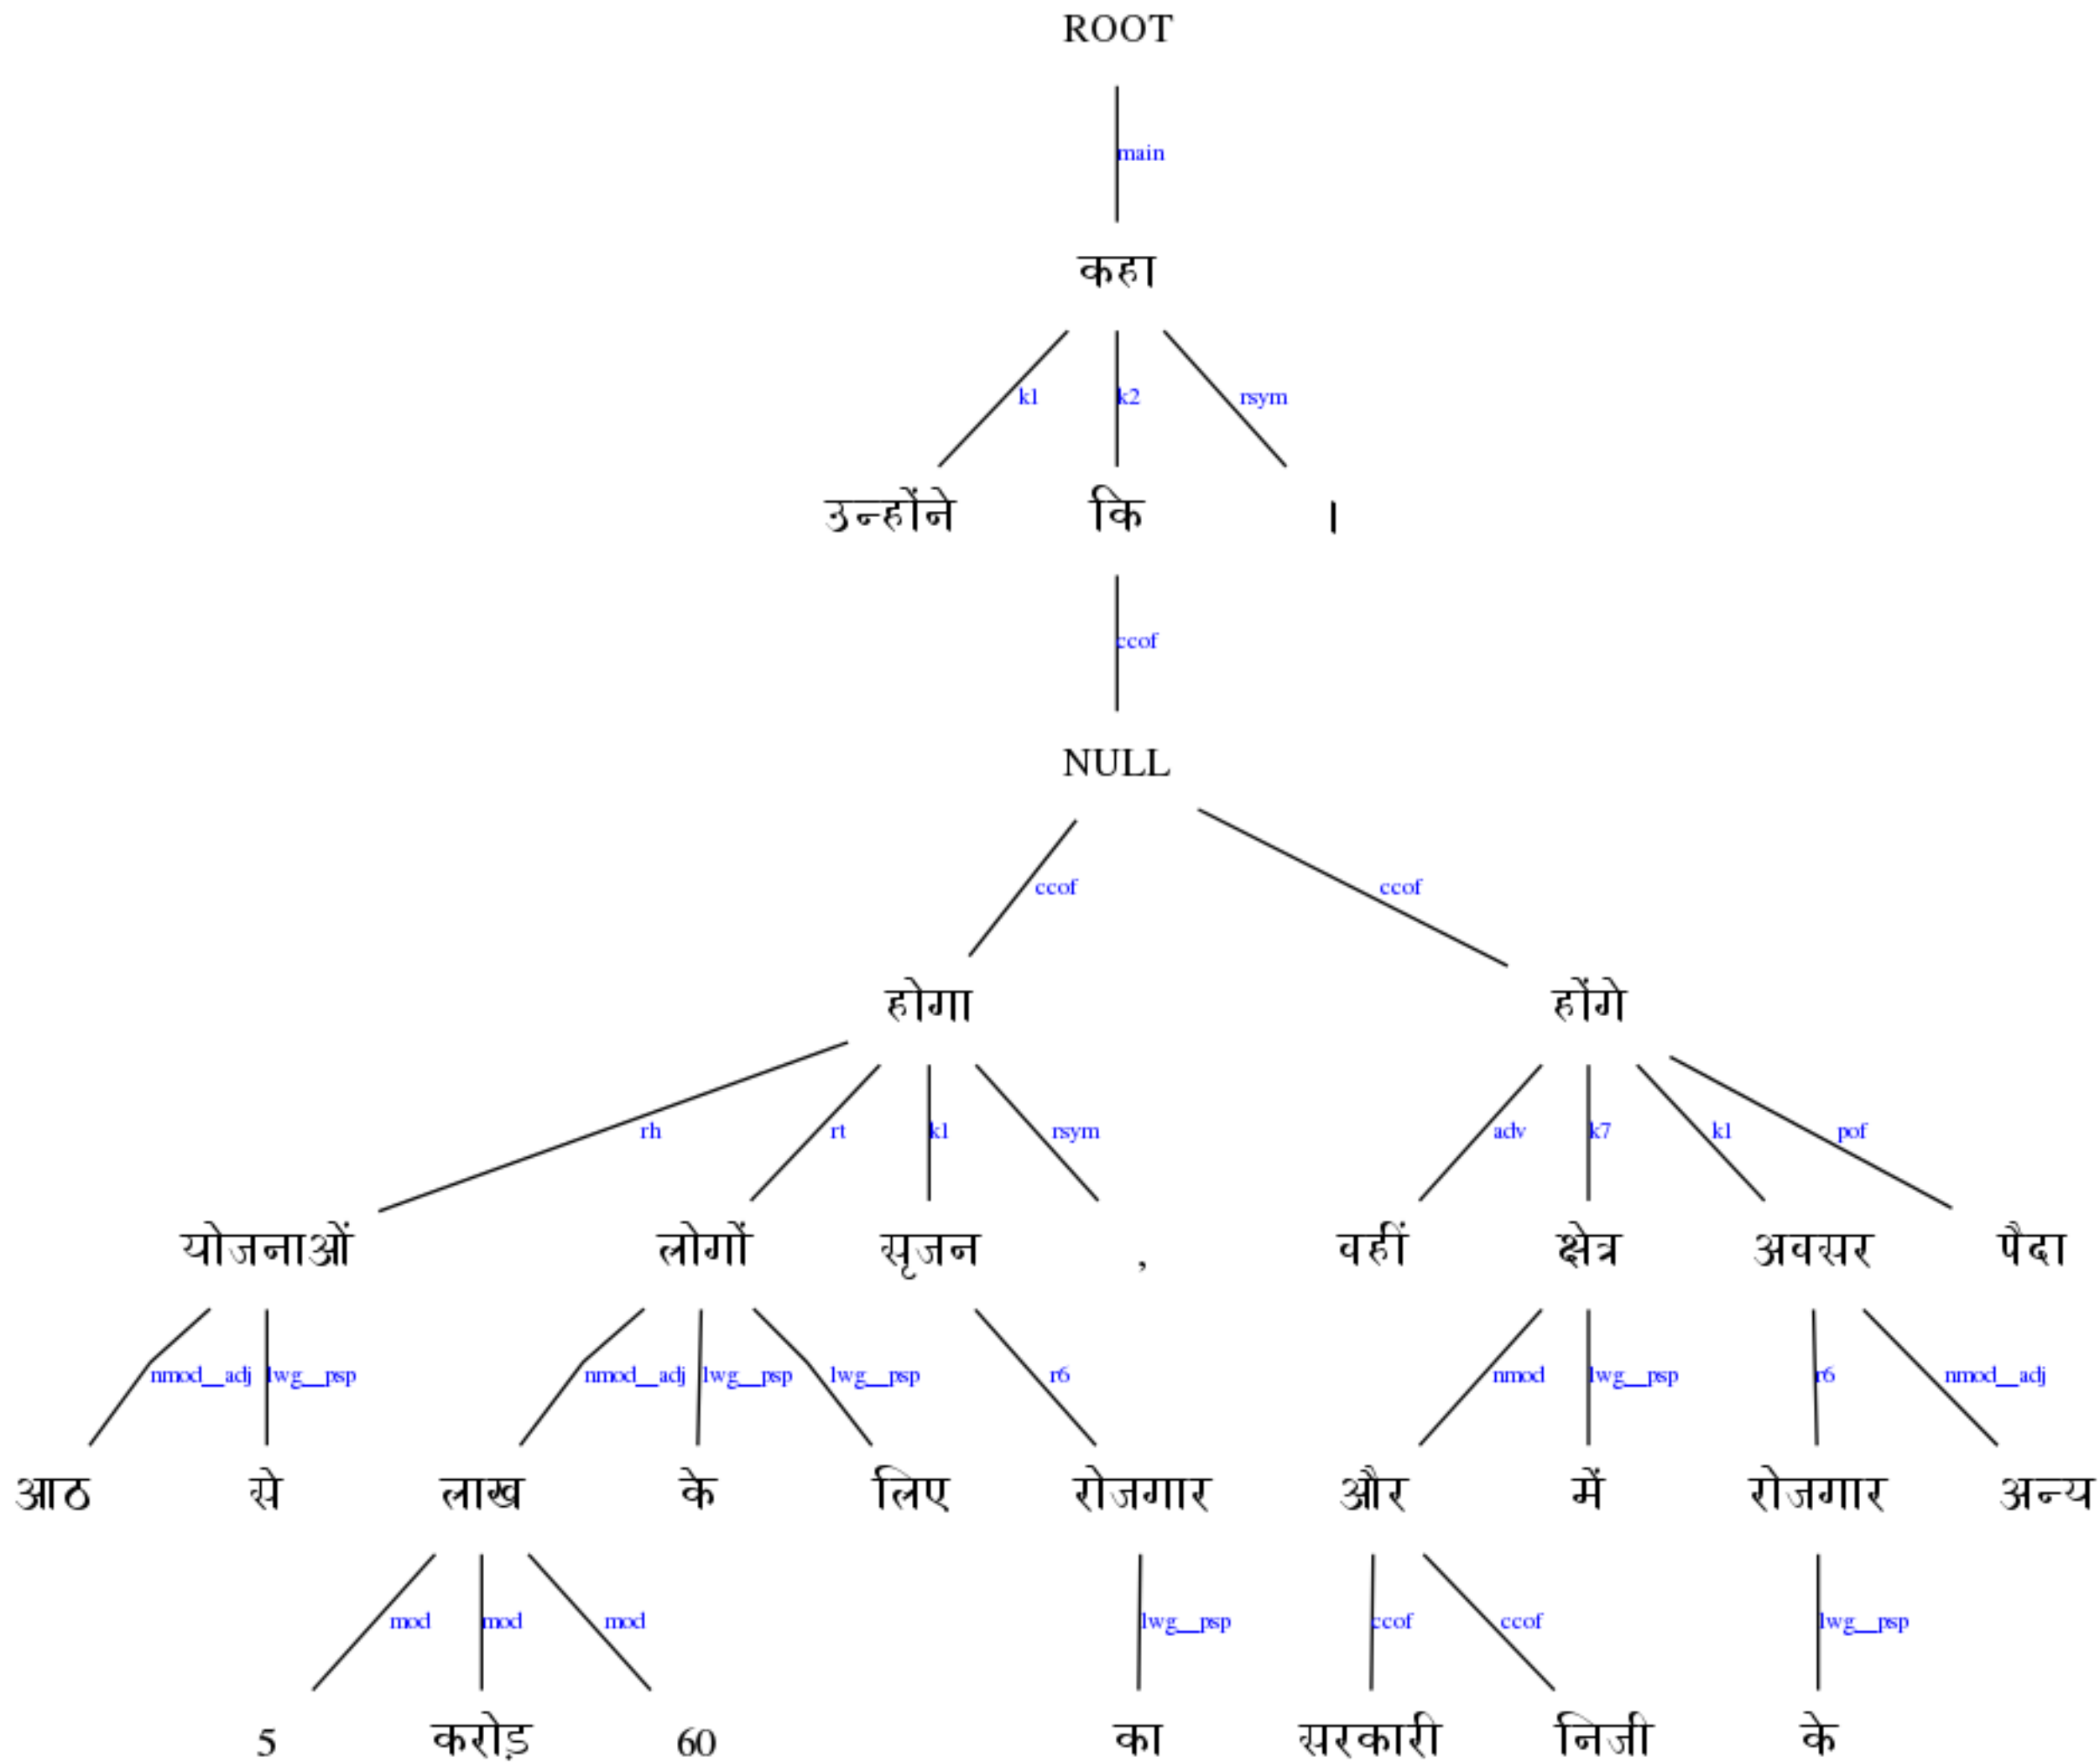 ROOT
main
कहा
k1 k2 rsym
उन्होंने कि ।
ccof
NULL
ccof ccof
होगा होंगे
rh rt k1 rsym adv k7 k1 pof
योजनाओं लोगों सृजन , वहीं क्षेत्र अवसर पैदा
nmod__adj lwg__psp nmod__adj lwg__psp lwg__psp r6 nmod lwg__psp r6 nmod__adj
आठ से लाख के लिए रोजगार और में रोजगार अन्य
mod mod mod lwg__psp ccof ccof lwg__psp
5 करोड़ 60 का सरकारी निजी के